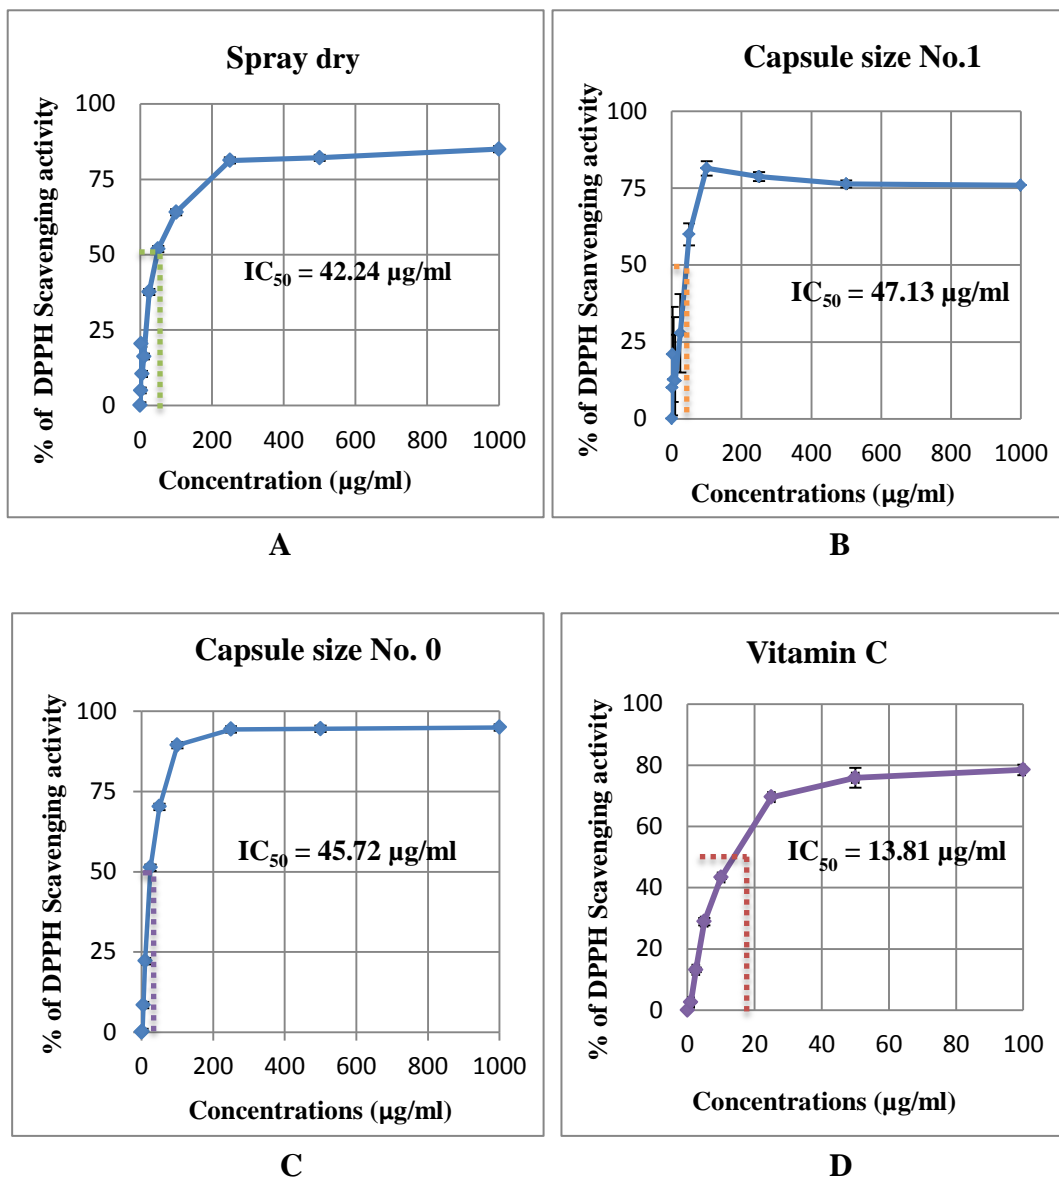 Spray dry
% of DPPH Scavenging activity
100
75
50
25
0
IC50 = 42.24 µg/ml
0 200 400 600 800 1000
Concentration (µg/ml)
A
Capsule size No.1
% of DPPH Scanvenging activity
100
75
50
25
0
IC50 = 47.13 µg/ml
0 200 400 600 800 1000
Concentrations (µg/ml)
B
Capsule size No. 0
% of DPPH Scavenging activity
100
75
50
25
0
IC50 = 45.72 µg/ml
0 200 400 600 800 1000
Concentrations (µg/ml)
C
Vitamin C
% of DPPH Scavenging activity
100
80
60
40
20
0
IC50 = 13.81 µg/ml
0 20 40 60 80 100
Concentrations (µg/ml)
D